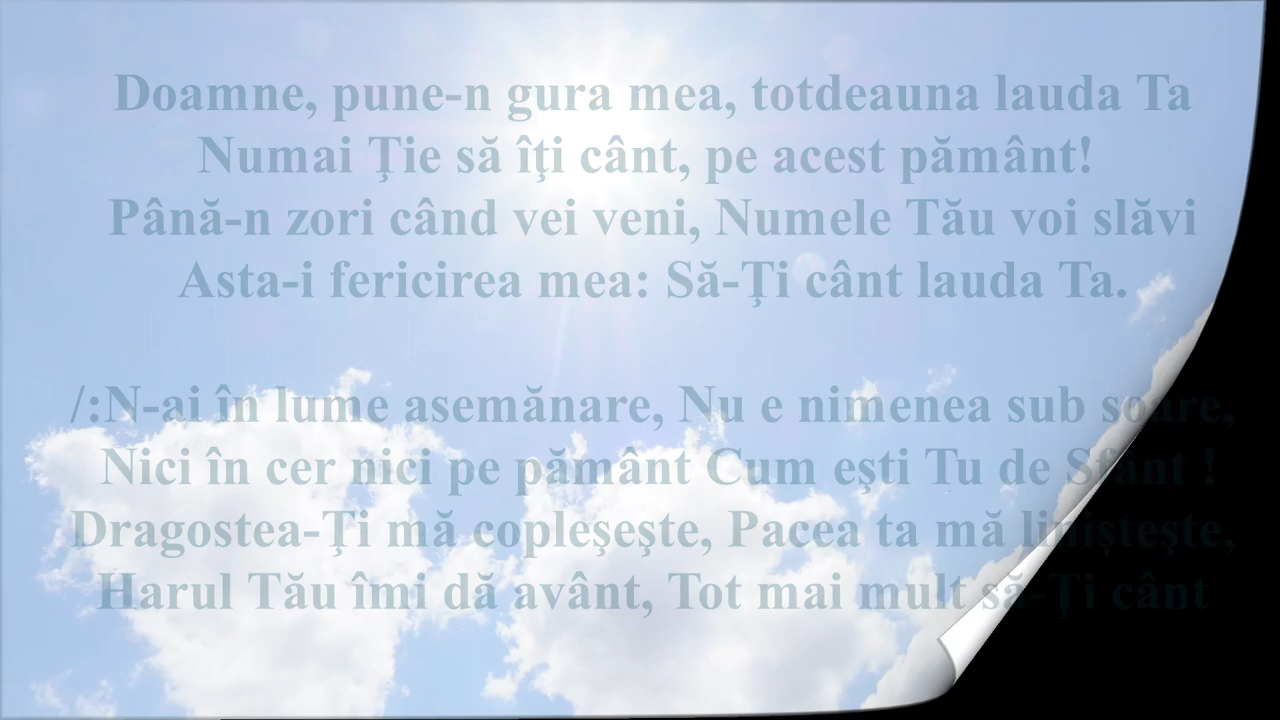 Doamne, pune-n gura mea, totdeauna lauda Ta
Numai Ţie să îţi cânt, pe acest pământ!
Până-n zori când vei veni, Numele Tău voi slăvi
Asta-i fericirea mea: Să-Ţi cânt lauda Ta.
/:N-ai în lume asemănare, Nu e nimenea sub soare,
Nici în cer nici pe pământ Cum eşti Tu de Sfânt !
Dragostea-Ţi mă copleşeşte, Pacea ta mă linişteşte,
Harul Tău îmi dă avânt, Tot mai mult să-Ţi cânt